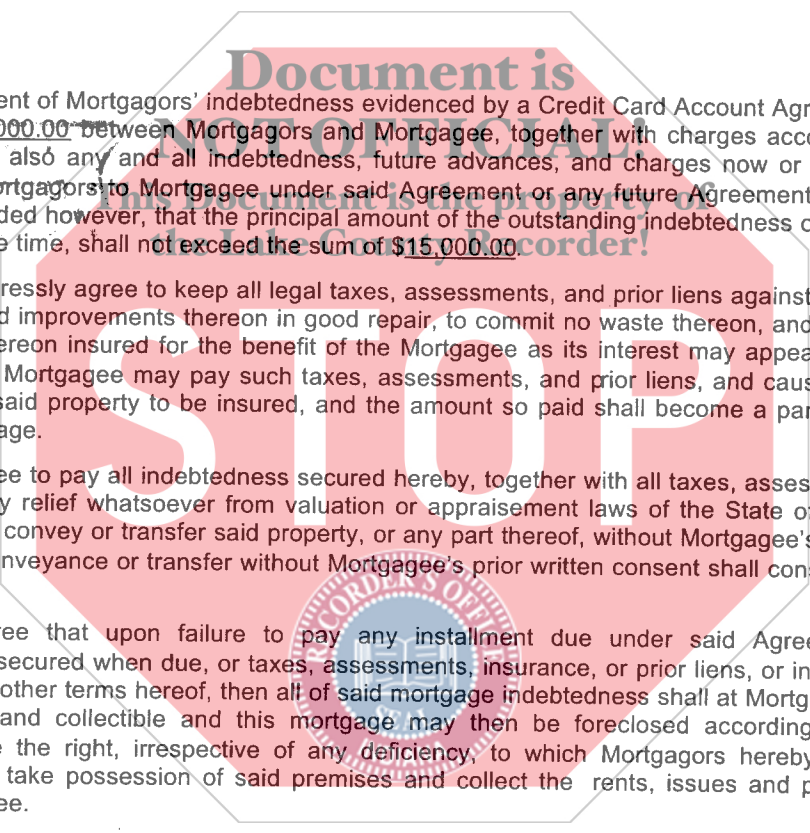 Document is
NOT OFFICIAL!
This Document is the property of
the Lake County Recorder!
STOP
ent of Mortgagors' indebtedness evidenced by a Credit Card Account Agr
000.00 between Mortgagors and Mortgagee, together with charges acc
also any and all indebtedness, future advances, and charges now or
ortgagors to Mortgagee under said Agreement or any future Agreement
ded however, that the principal amount of the outstanding indebtedness o
e time, shall not exceed the sum of $15,000.00.
ressly agree to keep all legal taxes, assessments, and prior liens against
d improvements thereon in good repair, to commit no waste thereon, and
ereon insured for the benefit of the Mortgagee as its interest may appea
Mortgagee may pay such taxes, assessments, and prior liens, and caus
said property to be insured, and the amount so paid shall become a par
age.
ee to pay all indebtedness secured hereby, together with all taxes, asses
y relief whatsoever from valuation or appraisement laws of the State o
convey or transfer said property, or any part thereof, without Mortgagee's
nveyance or transfer without Mortgagee's prior written consent shall con
ree that upon failure to pay any installment due under said Agree
secured when due, or taxes, assessments, insurance, or prior liens, or in
other terms hereof, then all of said mortgage indebtedness shall at Mortg
and collectible and this mortgage may then be foreclosed according
e the right, irrespective of any deficiency, to which Mortgagors hereby
take possession of said premises and collect the rents, issues and p
ee.
RECORDER'S OFFICE
SEAL